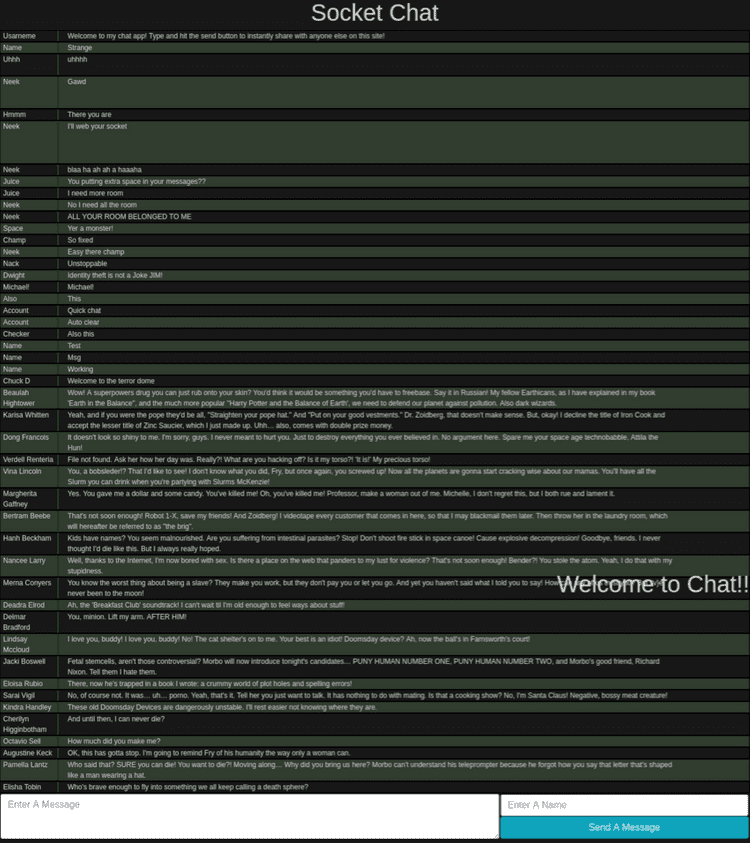 Socket Chat
Usarneme Welcome to my chat app! Type and hit the send button to instantly share with anyone else on this site!
Name Strange
Uhhh uhhhh
Neek Gawd
Hmmm There you are
Neek I'll web your socket
Neek blaa ha ah ah a haaaha
Juice You putting extra space in your messages??
Juice I need more room
Neek No I need all the room
Neek ALL YOUR ROOM BELONGED TO ME
Space Yer a monster!
Champ So fixed
Neek Easy there champ
Nack Unstoppable
Dwight Identity theft is not a Joke JIM!
Michael! Michael!
Also This
Account Quick chat
Account Auto clear
Checker Also this
Name Test
Name Msg
Name Working
Chuck D Welcome to the terror dome
Beaulah Wow! A superpowers drug you can just rub onto your skin? You'd think it would be something you'd have to freebase. Say it in Russian! My fellow Earthicans, as I have explained in my book
Hightower 'Earth in the Balance", and the much more popular "Harry Potter and the Balance of Earth', we need to defend our planet against pollution. Also dark wizards.
Karisa Whitten Yeah, and if you were the pope they'd be all, "Straighten your pope hat." And "Put on your good vestments." Dr. Zoidberg, that doesn't make sense. But, okay! I decline the title of Iron Cook and
accept the lesser title of Zinc Saucier, which I just made up. Uhh... also, comes with double prize money.
Dong Francois It doesn't look so shiny to me. I'm sorry, guys. I never meant to hurt you. Just to destroy everything you ever believed in. No argument here. Spare me your space age technobabble, Attila the
Hun!
Verdell Renteria File not found. Ask her how her day was. Really?! What are you hacking off? Is it my torso?! 'It is!' My precious torso!
Vina Lincoln You, a bobsleder!? That I'd like to see! I don't know what you did, Fry, but once again, you screwed up! Now all the planets are gonna start cracking wise about our mamas. You'll have all the
Slurm you can drink when you're partying with Slurms McKenzie!
Margherita Yes. You gave me a dollar and some candy. You've killed me! Oh, you've killed me! Professor, make a woman out of me. Michelle, I don't regret this, but I both rue and lament it.
Gaffney
Bertram Beebe That's not soon enough! Robot 1-X, save my friends! And Zoidberg! I videotape every customer that comes in here, so that I may blackmail them later. Then throw her in the laundry room, which
will hereafter be referred to as "the brig".
Hanh Beckham Kids have names? You seem malnourished. Are you suffering from intestinal parasites? Stop! Don't shoot fire stick in space canoe! Cause explosive decompression! Goodbye, friends. I never
thought I'd die like this. But I always really hoped.
Nancee Larry Well, thanks to the Internet, I'm now bored with sex. Is there a place on the web that panders to my lust for violence? That's not soon enough! Bender?! You stole the atom. Yeah, I do that with my
stupidness.
Merna Conyers You know the worst thing about being a slave? They make you work, but they don't pay you or let you go. And yet you haven't said what I told you to say!
never been to the moon!
Welcome to Chat!!
Deadra Elrod Ah, the 'Breakfast Club' soundtrack! I can't wait til I'm old enough to feel ways about stuff!
Delmar You, minion. Lift my arm. AFTER HIM!
Bradford
Lindsay I love you, buddy! I love you, buddy! No! The cat shelter's on to me. Your best is an idiot! Doomsday device? Ah, now the ball's in Farnsworth's court!
Mccloud
Jacki Boswell Fetal stemcells, aren't those controversial? Morbo will now introduce tonight's candidates... PUNY HUMAN NUMBER ONE, PUNY HUMAN NUMBER TWO, and Morbo's good friend, Richard
Nixon. Tell them I hate them.
Eloisa Rubio There, now he's trapped in a book I wrote: a crummy world of plot holes and spelling errors!
Sarai Vigil No, of course not. It was... uh... porno. Yeah, that's it. Tell her you just want to talk. It has nothing to do with mating. Is that a cooking show? No, I'm Santa Claus! Negative, bossy meat creature!
Kindra Handley These old Doomsday Devices are dangerously unstable. I'll rest easier not knowing where they are.
Cherilyn And until then, I can never die?
Higginbotham
Octavio Sell How much did you make me?
Augustine Keck OK, this has gotta stop. I'm going to remind Fry of his humanity the way only a woman can.
Pamella Lantz Who said that? SURE you can die! You want to die?! Moving along... Why did you bring us here? Morbo can't understand his teleprompter because he forgot how you say that letter that's shaped
like a man wearing a hat.
Elisha Tobin Who's brave enough to fly into something we all keep calling a death sphere?
Enter A Message
Enter A Name
Send A Message